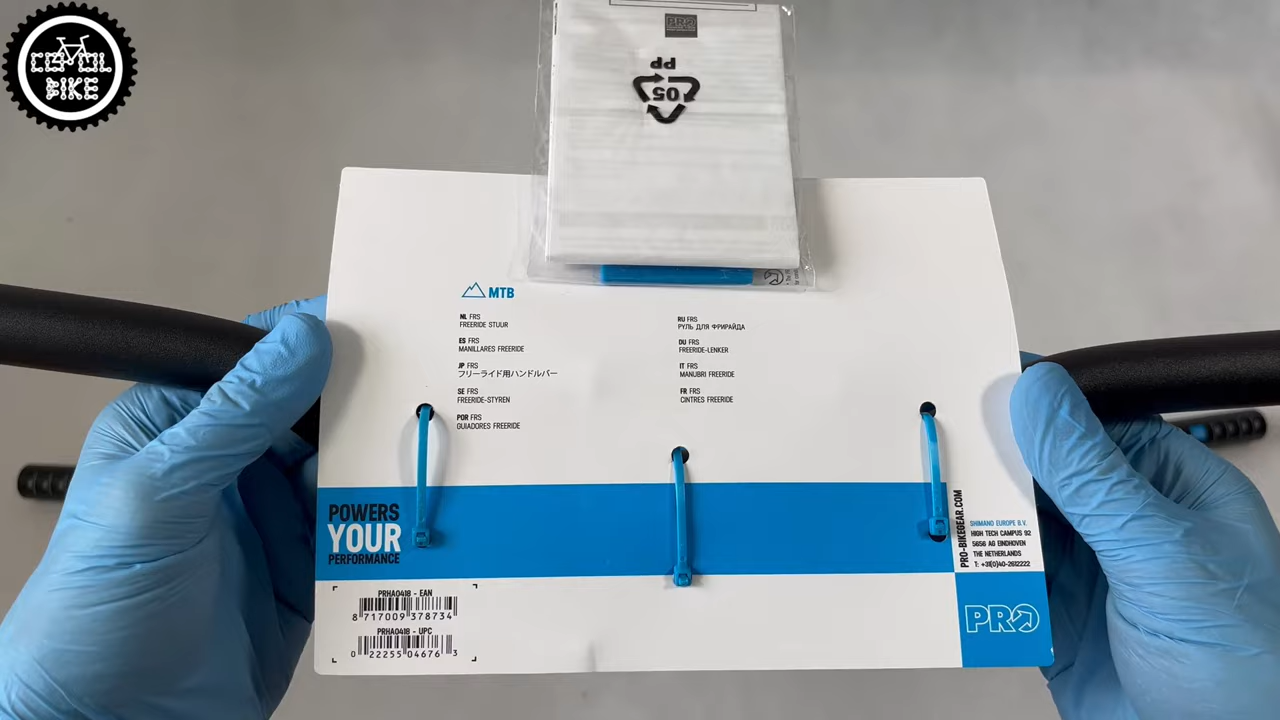 CEVOL
BIKE
PRO
05
PP
MTB
NL FRS
FREERIDE STUUR
ES FRS
MANILLARES FREERIDE
JP FRS
フリーライド用ハンドルバー
SE FRS
FREERIDE-STYREN
POR FRS
GUIADORES FREERIDE
RU FRS
РУЛЬ ДЛЯ ФРИРАЙДА
DU FRS
FREERIDE-LENKER
IT FRS
MANUBRI FREERIDE
FR FRS
CINTRES FREERIDE
POWERS
YOUR
PERFORMANCE
PRO-BIKEGEAR.COM
SHIMANO EUROPE B.V.
HIGH TECH CAMPUS 92
5656 AG EINDHOVEN
THE NETHERLANDS
T: +31(0)40-2612222
PRHA0418 - EAN
8 717009 378734
PRHA0418 - UPC
0 22255 04676 3
PRO